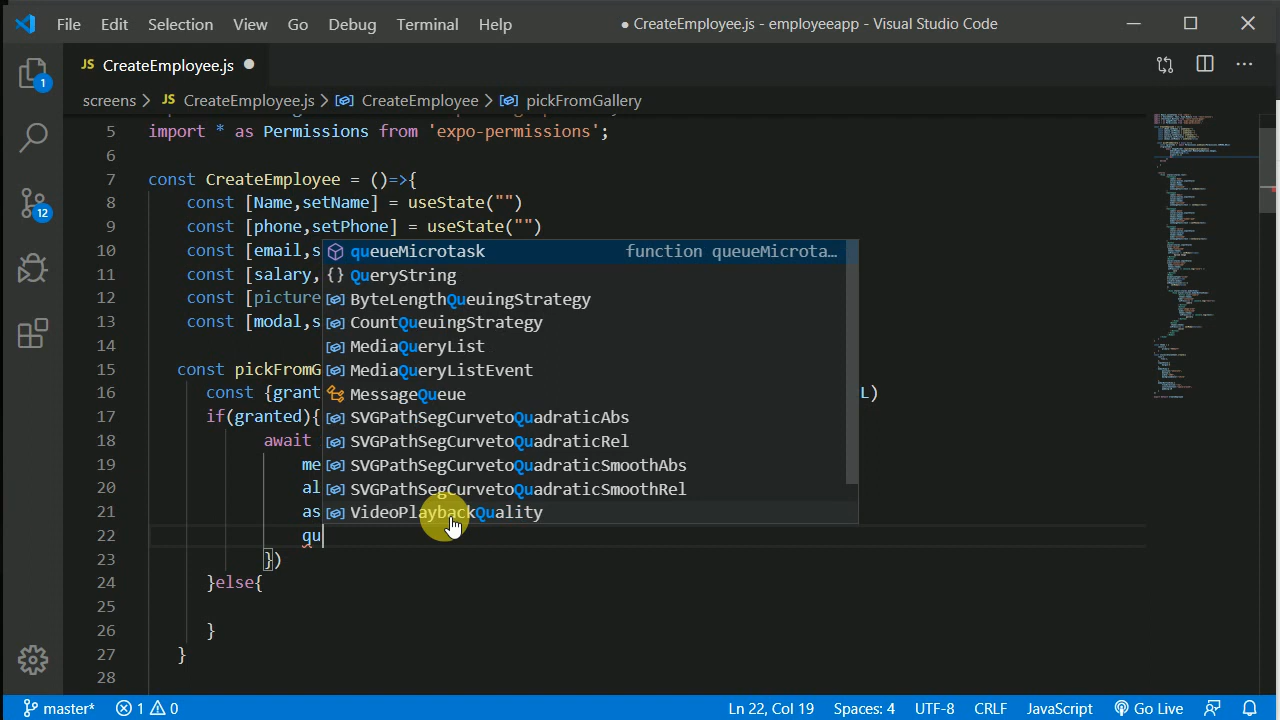 File Edit Selection View Go Debug Terminal Help ● CreateEmployee.js - employeeapp - Visual Studio Code
JS CreateEmployee.js ●
screens > JS CreateEmployee.js > CreateEmployee > pickFromGallery
1
12
5 import * as Permissions from 'expo-permissions';
6
7 const CreateEmployee = ()=>{
8 const [Name,setName] = useState("")
9 const [phone,setPhone] = useState("")
10 const [email,s
queueMicrotask function queueMicrota…
11 const [salary,
QueryString
12 const [picture
ByteLengthQueuingStrategy
13 const [modal,s
CountQueuingStrategy
14
MediaQueryList
15 const pickFromG
MediaQueryListEvent
16 const {grant
MessageQueue
L)
17 if(granted){
SVGPathSegCurvetoQuadraticAbs
18 await
SVGPathSegCurvetoQuadraticRel
19 me
SVGPathSegCurvetoQuadraticSmoothAbs
20 al
SVGPathSegCurvetoQuadraticSmoothRel
21 as
VideoPlaybackQuality
22 qu
23 })
24 }else{
25
26 }
27 }
28
master* 1 0 Ln 22, Col 19 Spaces: 4 UTF-8 CRLF JavaScript Go Live